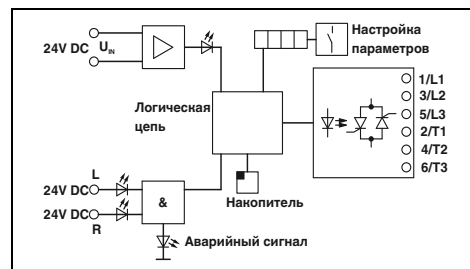 Настройка
параметров
24V DC
U IN
1/L1
3/L2
5/L3
2/T1
4/T2
6/T3
Логическая
цепь
L
24V DC
24V DC
R
&
Накопитель
Аварийный сигнал